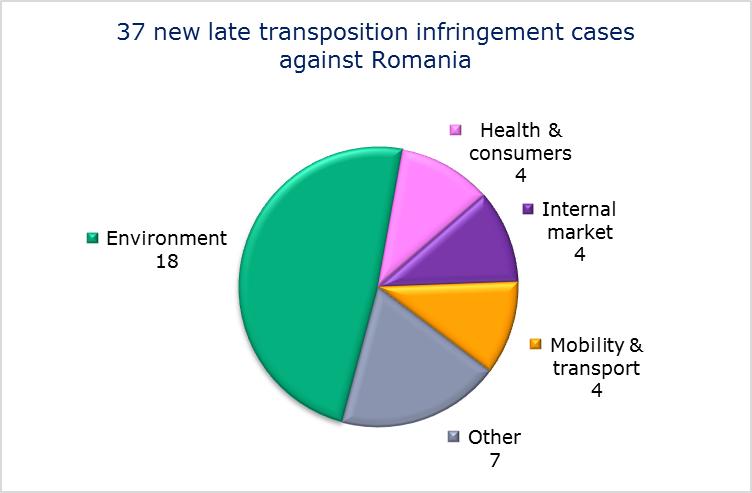 37 new late transposition infringement cases
against Romania
Health &
consumers
4
Internal
market
4
Mobility &
transport
4
Other
7
Environment
18